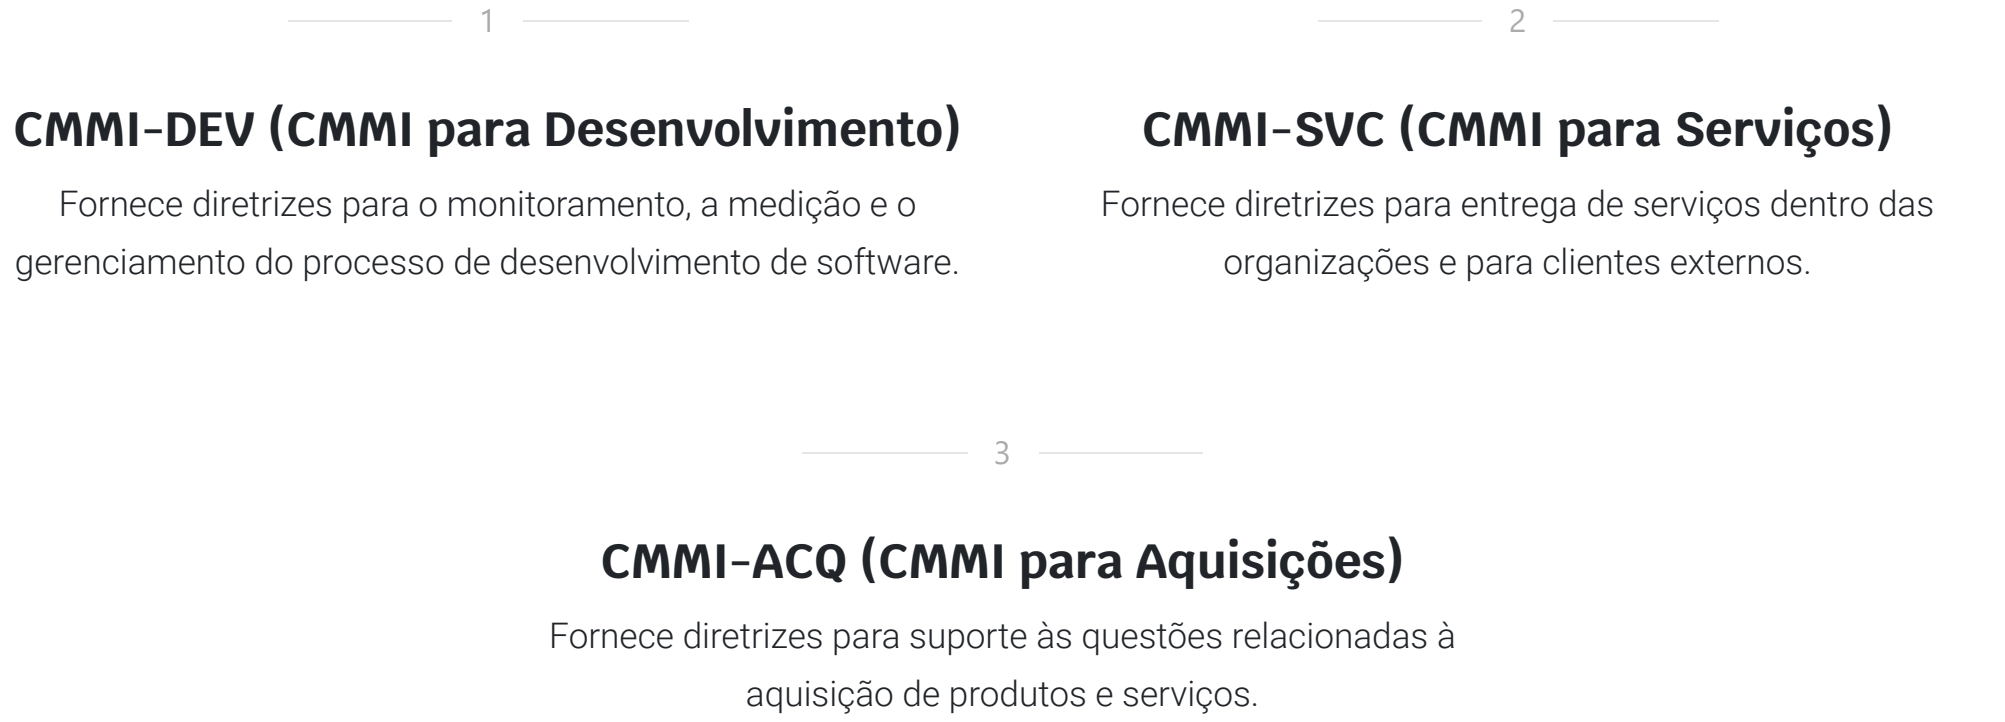 1
CMMI-DEV (CMMI para Desenvolvimento)
Fornece diretrizes para o monitoramento, a medição e o
gerenciamento do processo de desenvolvimento de software.
2
CMMI-SVC (CMMI para Serviços)
Fornece diretrizes para entrega de serviços dentro das
organizações e para clientes externos.
3
CMMI-ACQ (CMMI para Aquisições)
Fornece diretrizes para suporte às questões relacionadas à
aquisição de produtos e serviços.